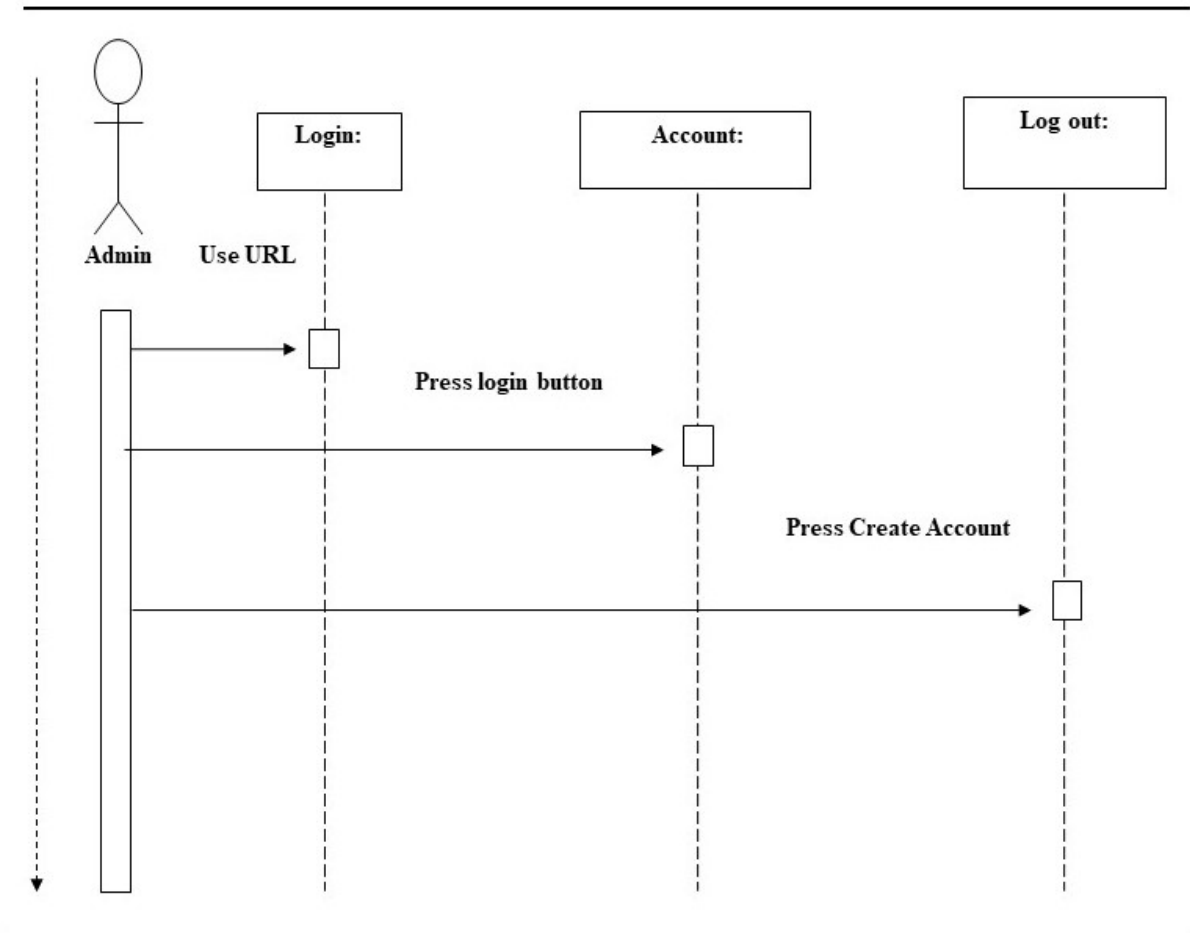 Login:
Account:
Log out:
Admin
Use URL
Press login button
Press Create Account